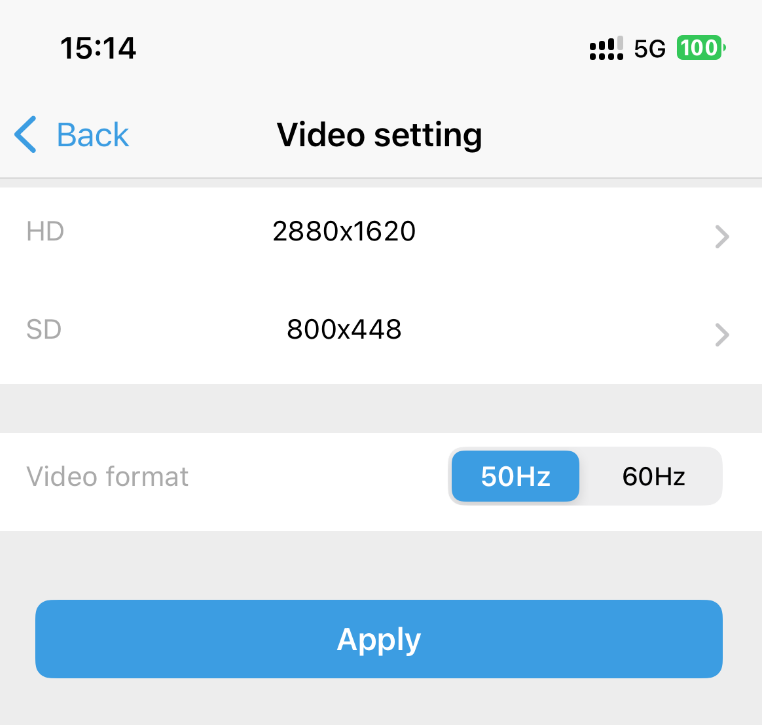 15:14 5G 100
Back Video setting
HD 2880x1620
SD 800x448
Video format 50Hz 60Hz
Apply